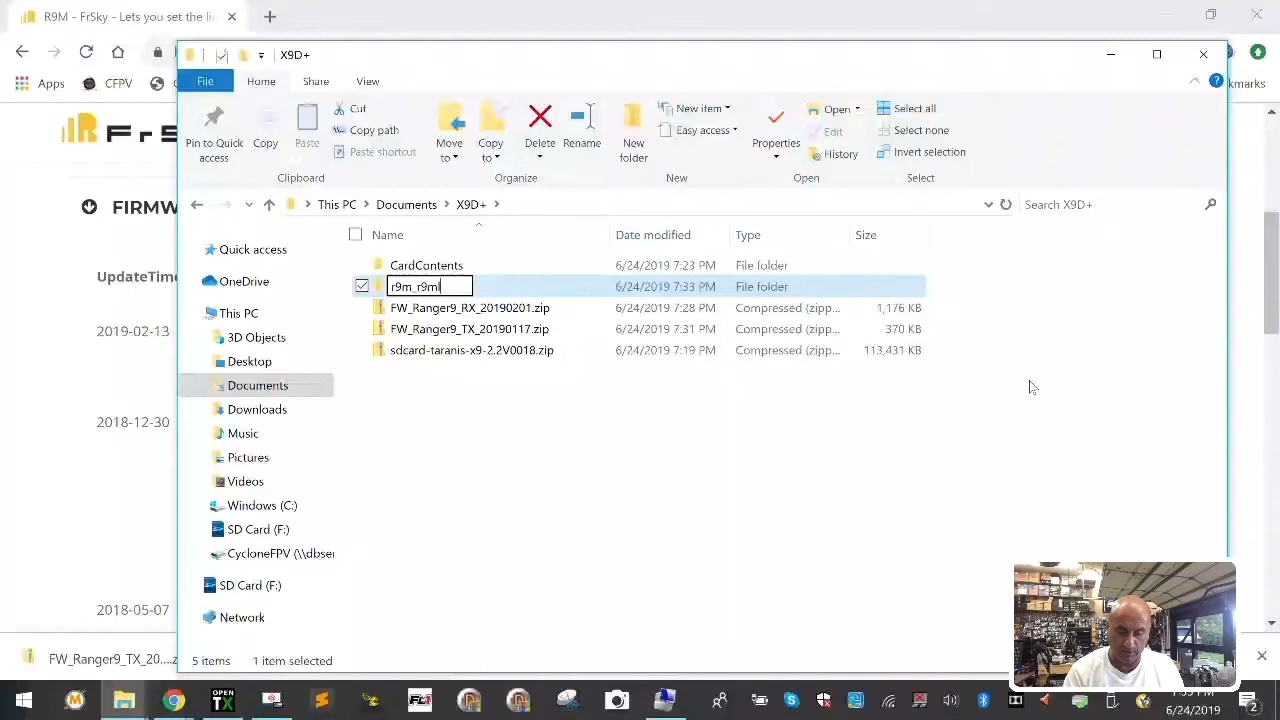 R9M - FrSky - Lets you set the li
X9D+
Apps
CFPV
kmarks
File
Home
Share
View
Pin to Quick access
Copy
Paste
Cut
Copy path
Paste shortcut
Clipboard
Move to
Copy to
Delete
Rename
Organize
New folder
New item
Easy access
New
Properties
Open
Edit
History
Open
Select all
Select none
Invert selection
Select
This PC
Documents
X9D+
Search X9D+
FIRMW
UpdateTime
2019-02-13
2018-12-30
2018-05-07
Quick access
OneDrive
This PC
3D Objects
Desktop
Documents
Downloads
Music
Pictures
Videos
Windows (C:)
SD Card (F:)
CycloneFPV (\\dbser
SD Card (F:)
Network
Name Date modified Type Size
CardContents 6/24/2019 7:23 PM File folder
r9m_r9ml 6/24/2019 7:33 PM File folder
FW_Ranger9_RX_20190201.zip 6/24/2019 7:28 PM Compressed (zipp... 1,176 KB
FW_Ranger9_TX_20190117.zip 6/24/2019 7:31 PM Compressed (zipp... 370 KB
sdcard-taranis-x9-2.2V0018.zip 6/24/2019 7:19 PM Compressed (zipp... 113,431 KB
5 items 1 item selected
FW_Ranger9_TX_20....z
OPEN TX
6/24/2019
2